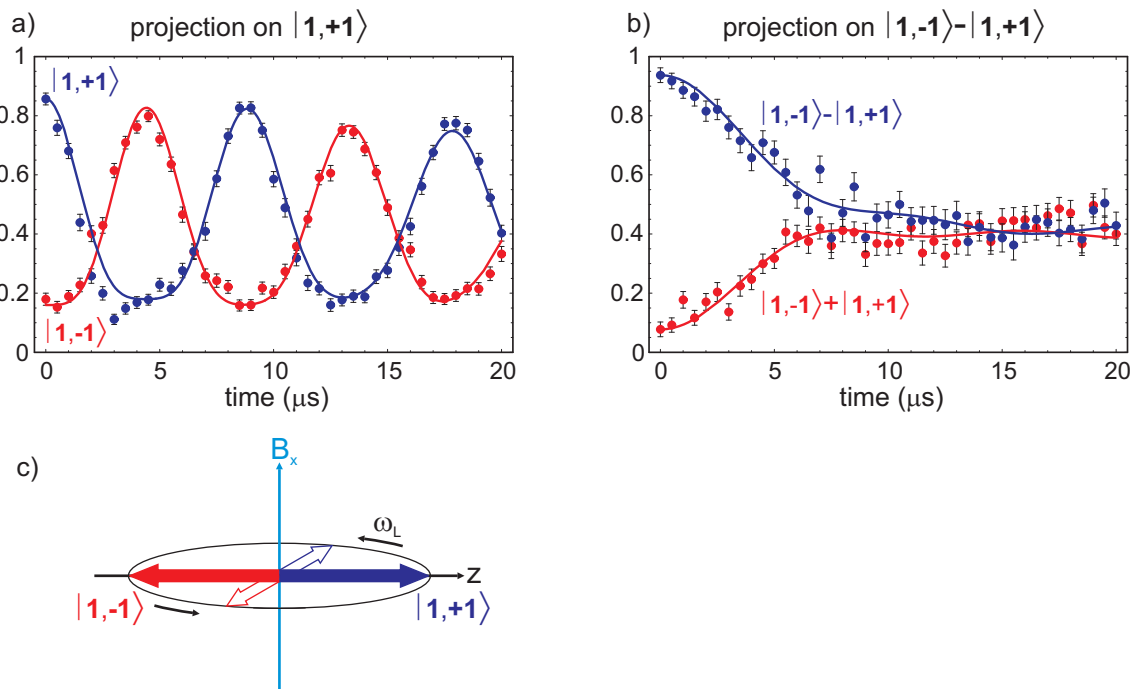 a)
projection on |1,+1⟩
1
0.8
0.6
0.4
0.2
0
|1,+1⟩
|1,-1⟩
0 5 10 15 20
time (μs)
b)
projection on |1,-1⟩-|1,+1⟩
1
0.8
0.6
0.4
0.2
0
|1,-1⟩-|1,+1⟩
|1,-1⟩+|1,+1⟩
0 5 10 15 20
time (μs)
c)
Bx
ωL
z
|1,-1⟩
|1,+1⟩